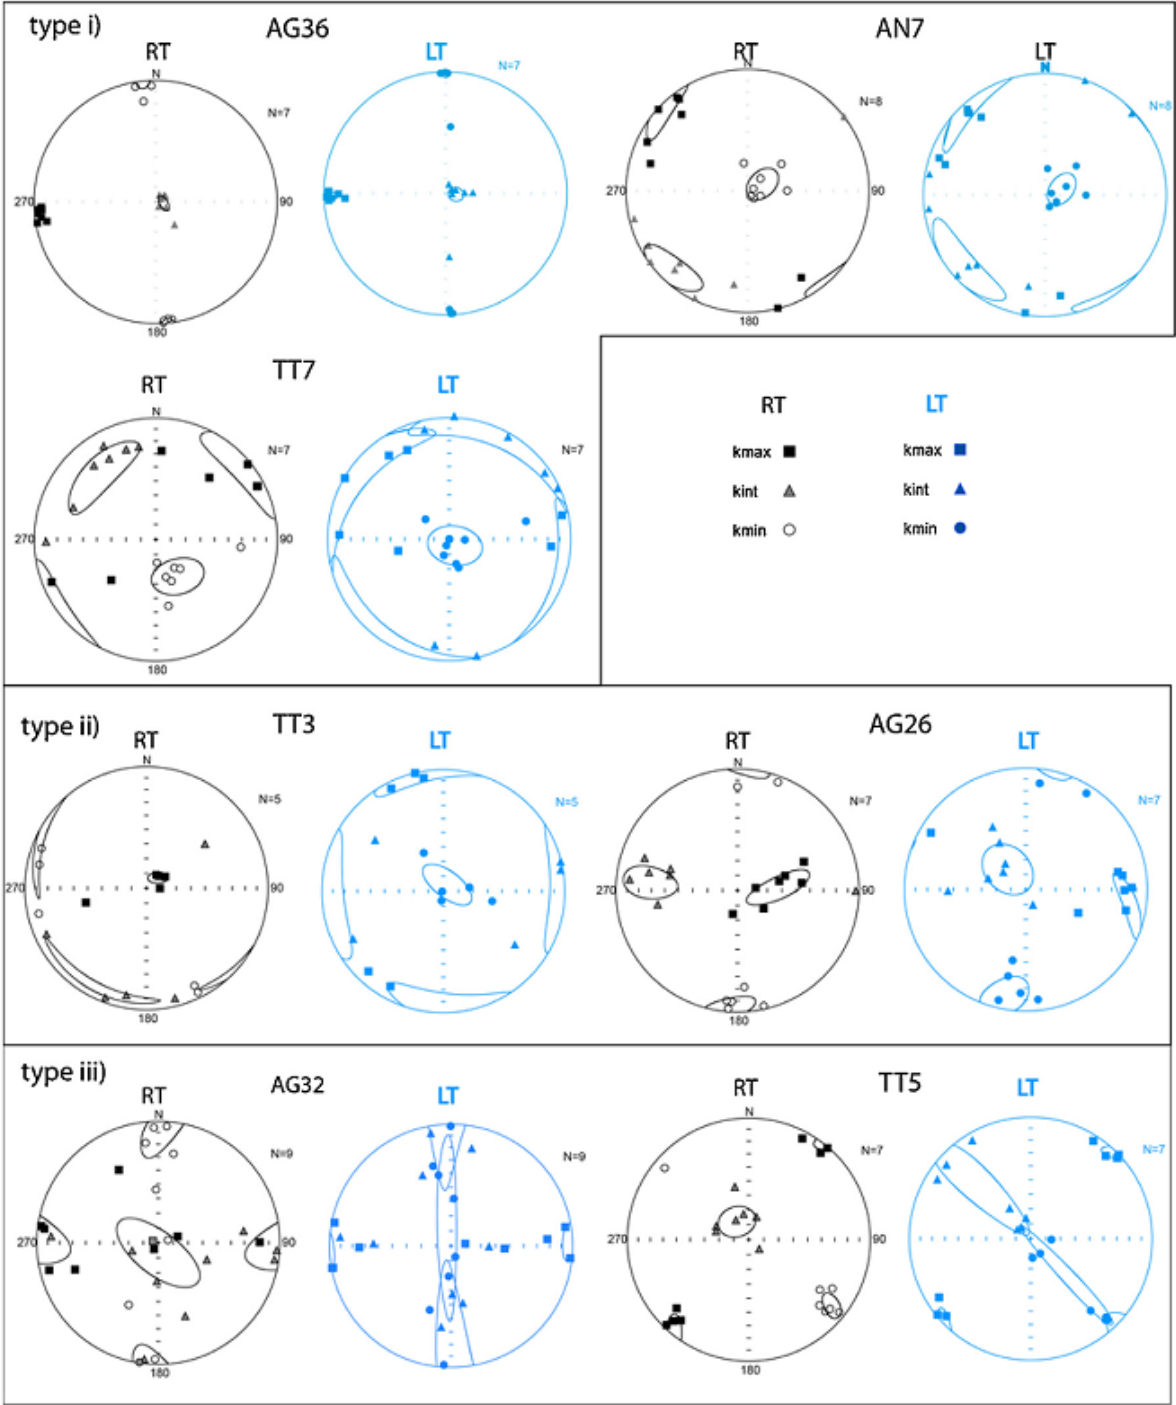 type i)
AG36
AN7
RT
LT
RT
LT
N
N=7
N=7
270
90
180
N
N=8
270
90
180
N
N=8
TT7
RT
LT
N
N=7
270
90
180
N=7
RT
LT
kmax
kmax
kint
kint
kmin
kmin
type ii)
TT3
AG26
RT
LT
RT
LT
N
N=5
270
90
180
N=5
N
N=7
270
90
180
N=7
type iii)
AG32
TT5
RT
LT
RT
LT
N
N=9
270
90
180
N=9
N
N=7
270
90
180
N=7